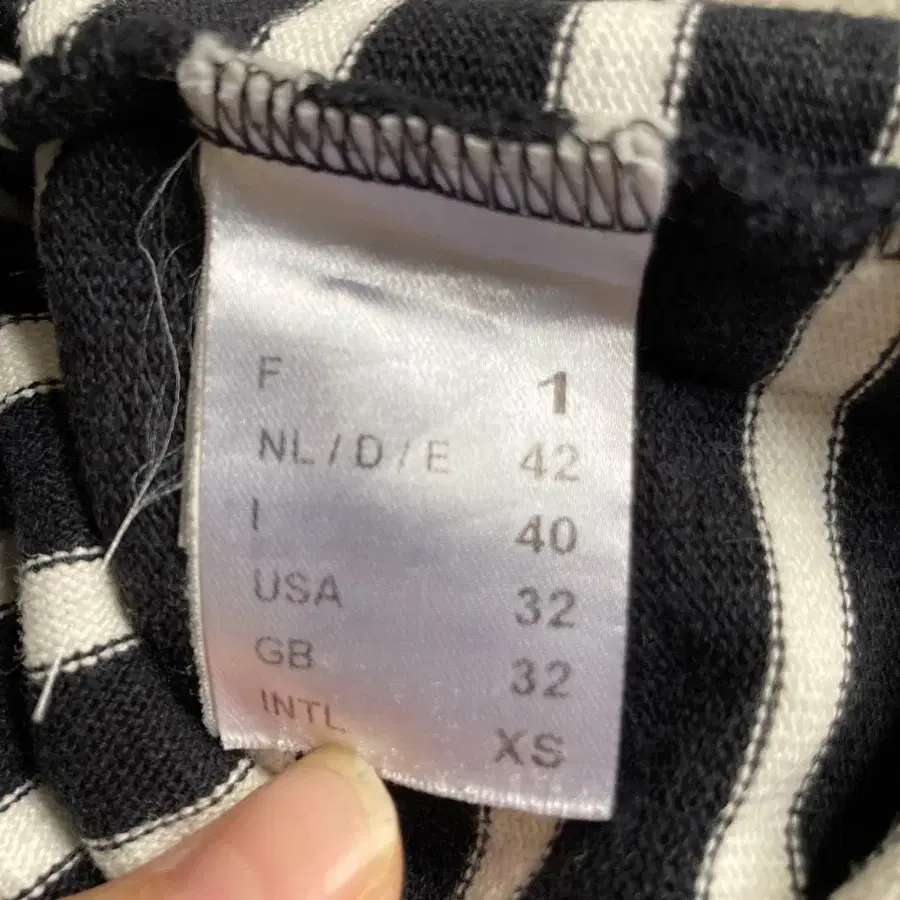 F 1
NL / D / E 42
I 40
USA 32
GB 32
INTL XS